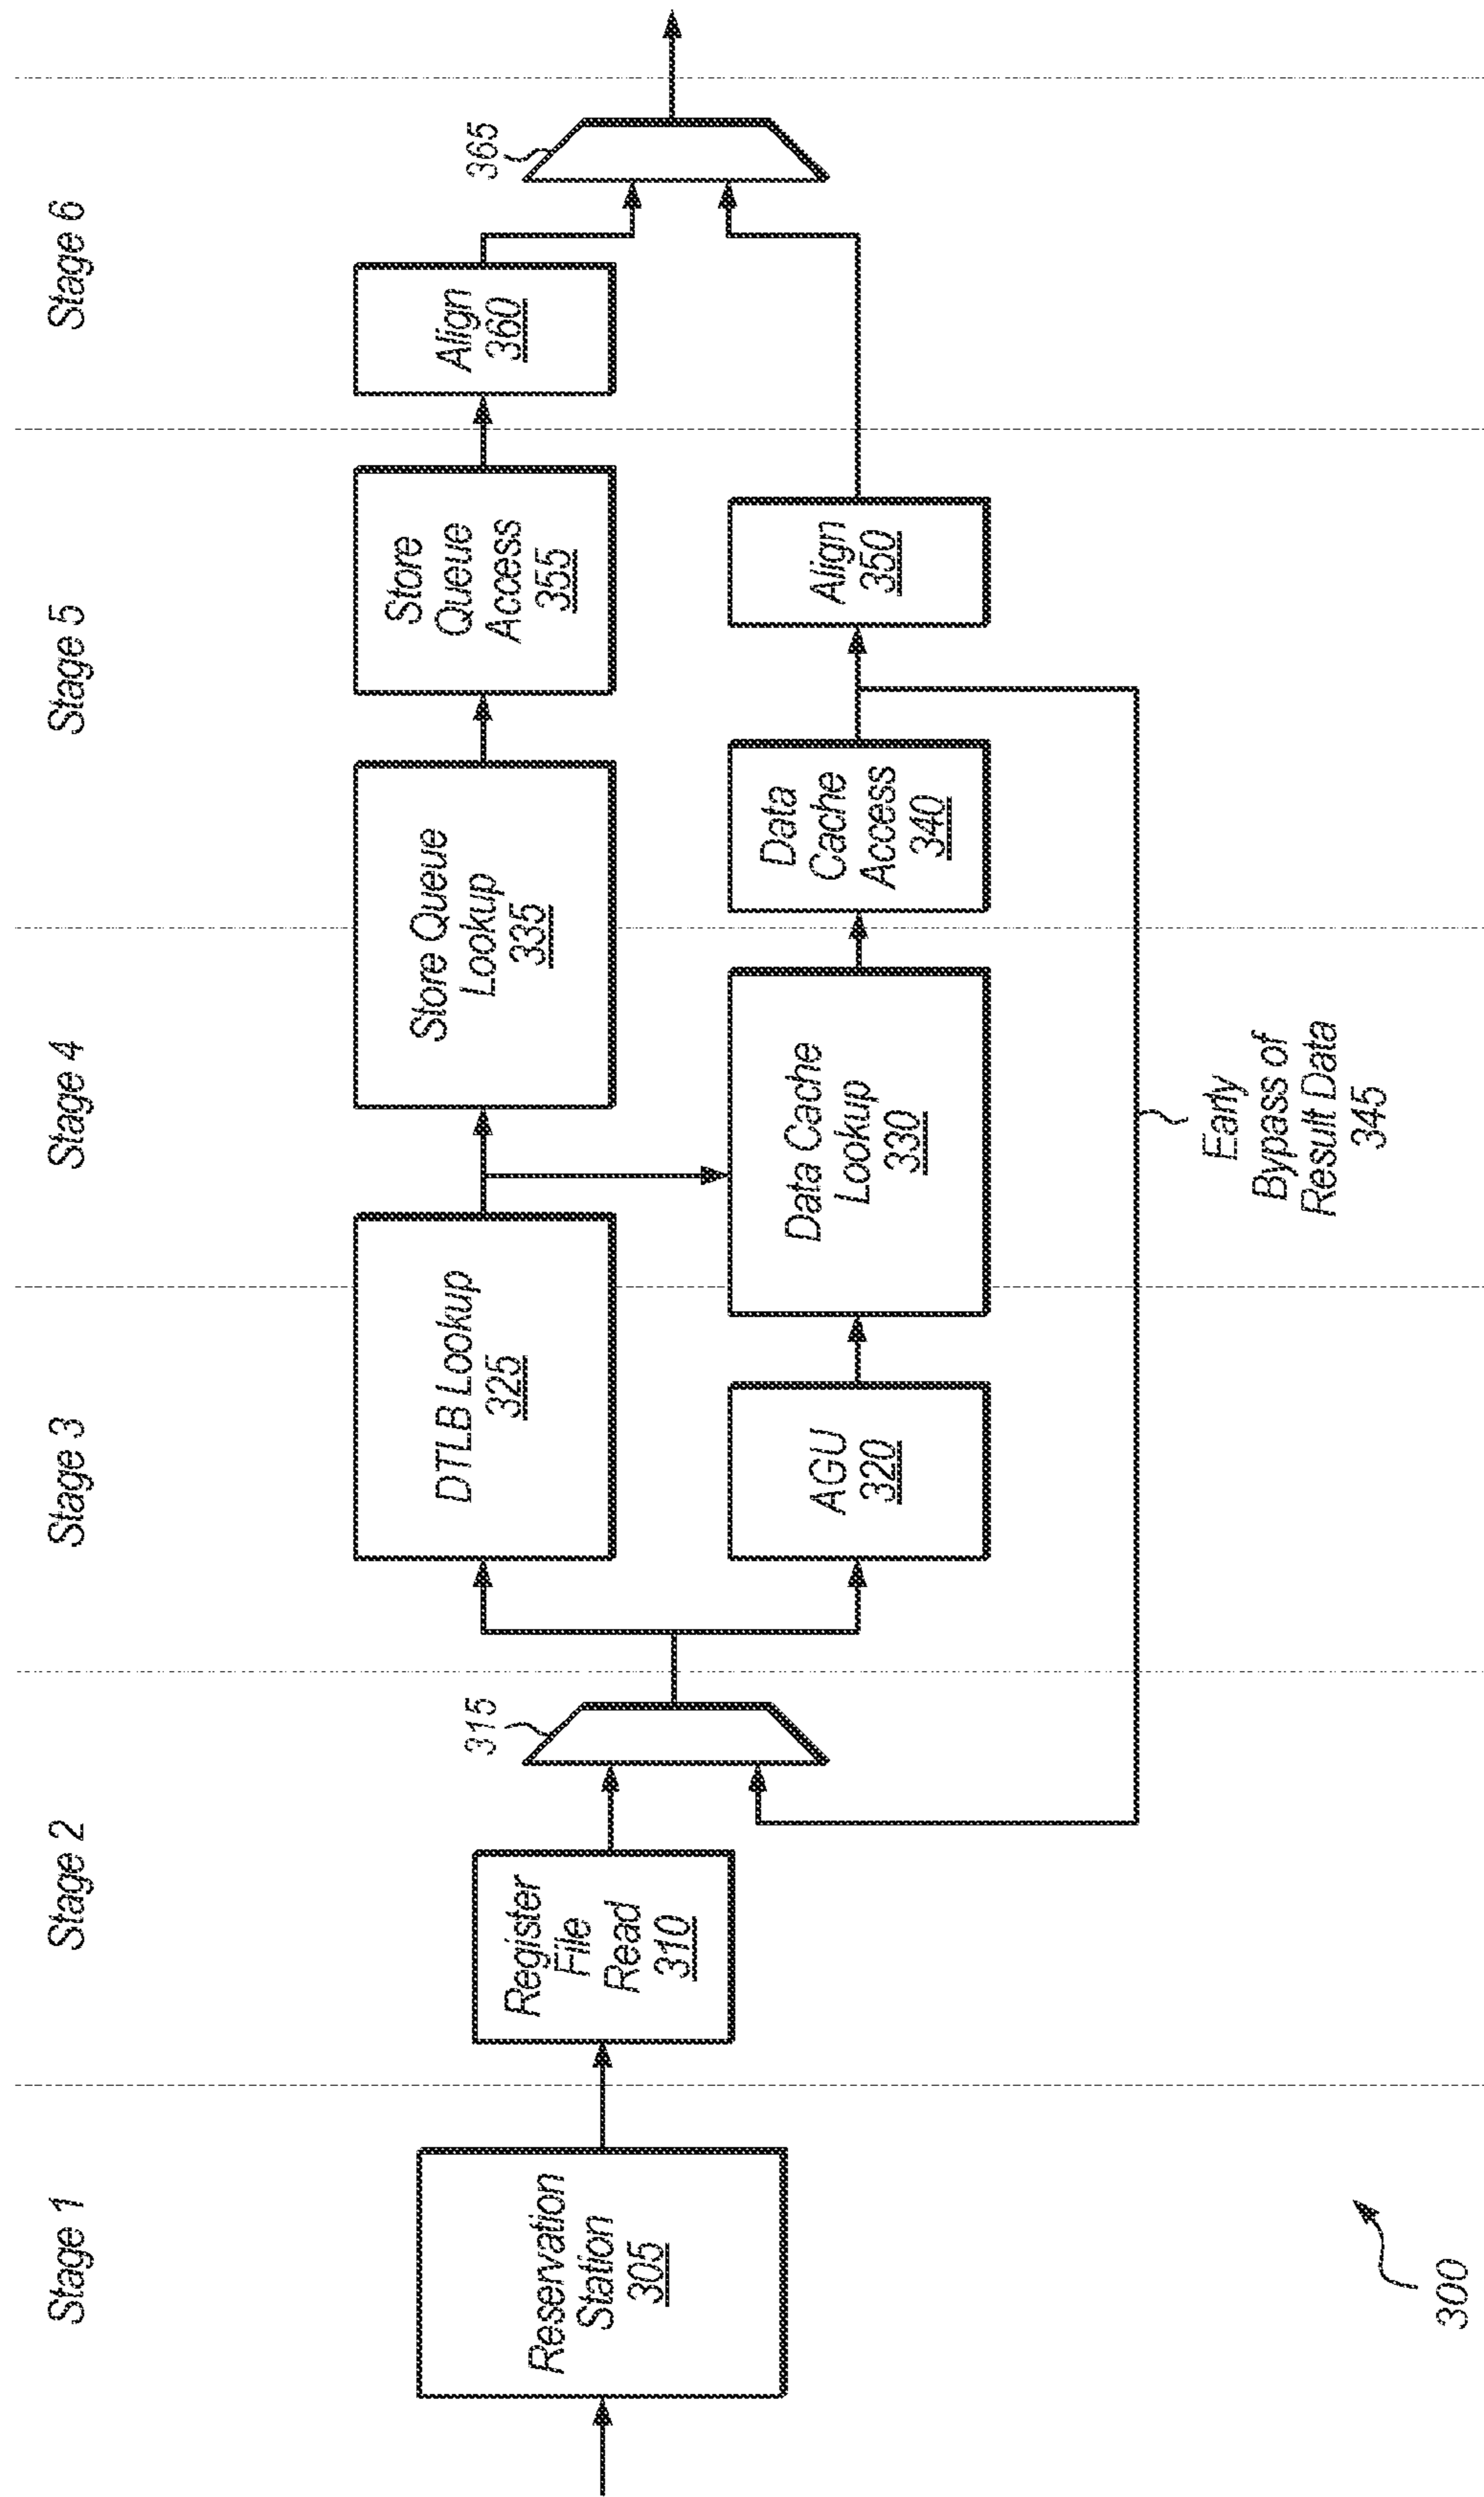 Stage 1
Stage 2
Stage 3
Stage 4
Stage 5
Stage 6
Reservation
Station
305
Register
File
Read
310
315
DTLB Lookup
325
AGU
320
Store Queue
Lookup
335
Data Cache
Lookup
330
Store
Queue
Access
355
Data
Cache
Access
340
Align
350
Align
360
365
Early
Bypass of
Result Data
345
300